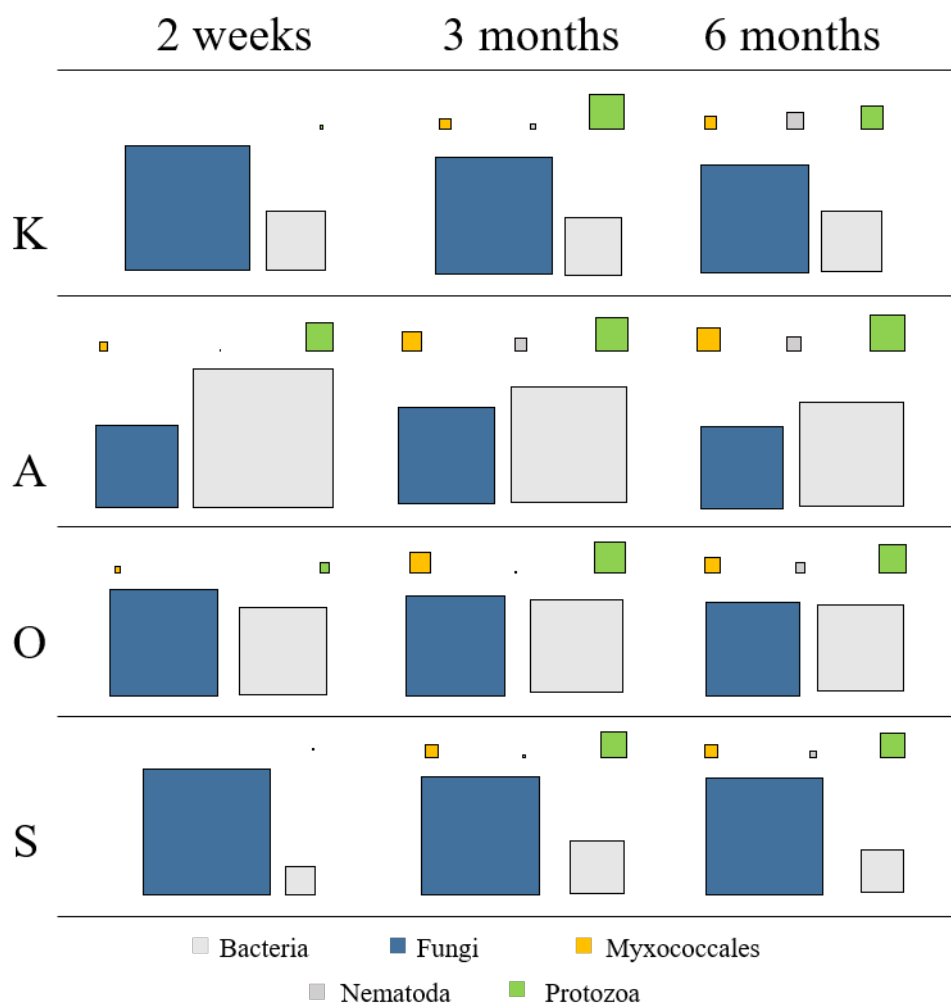 2 weeks 3 months 6 months
K
A
O
S
Bacteria Fungi Myxococcales
Nematoda Protozoa